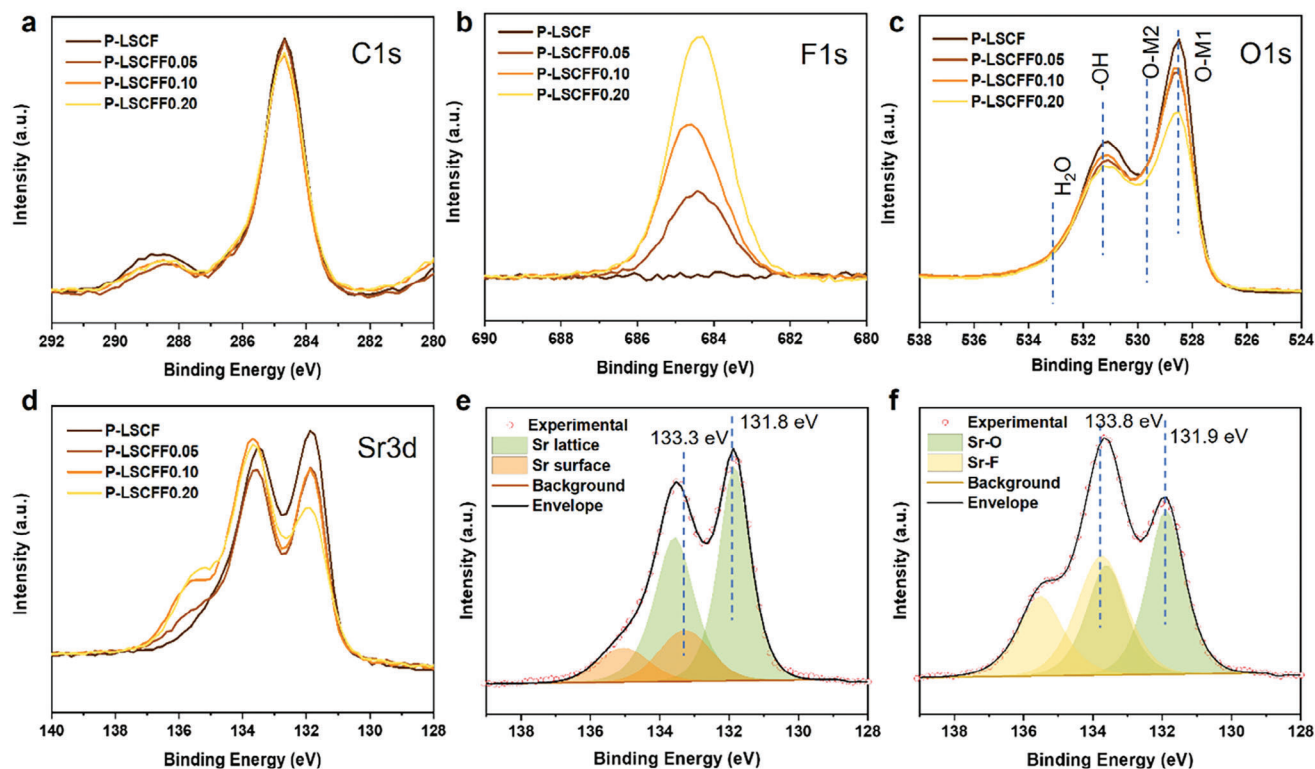 a
C1s
P-LSCF
P-LSCFF0.05
P-LSCFF0.10
P-LSCFF0.20
Intensity (a.u.)
292 290 288 286 284 282 280
Binding Energy (eV)
b
F1s
P-LSCF
P-LSCFF0.05
P-LSCFF0.10
P-LSCFF0.20
Intensity (a.u.)
690 688 686 684 682 680
Binding Energy (eV)
c
O1s
P-LSCF
P-LSCFF0.05
P-LSCFF0.10
P-LSCFF0.20
H2O
OH
O-M2
O-M1
Intensity (a.u.)
538 536 534 532 530 528 526 524
Binding Energy (eV)
d
Sr3d
P-LSCF
P-LSCFF0.05
P-LSCFF0.10
P-LSCFF0.20
Intensity (a.u.)
140 138 136 134 132 130 128
Binding Energy (eV)
e
Experimental
Sr lattice
Sr surface
Background
Envelope
133.3 eV
131.8 eV
Intensity (a.u.)
138 136 134 132 130 128
Binding Energy (eV)
f
Experimental
Sr-O
Sr-F
Background
Envelope
133.8 eV
131.9 eV
Intensity (a.u.)
138 136 134 132 130 128
Binding Energy (eV)